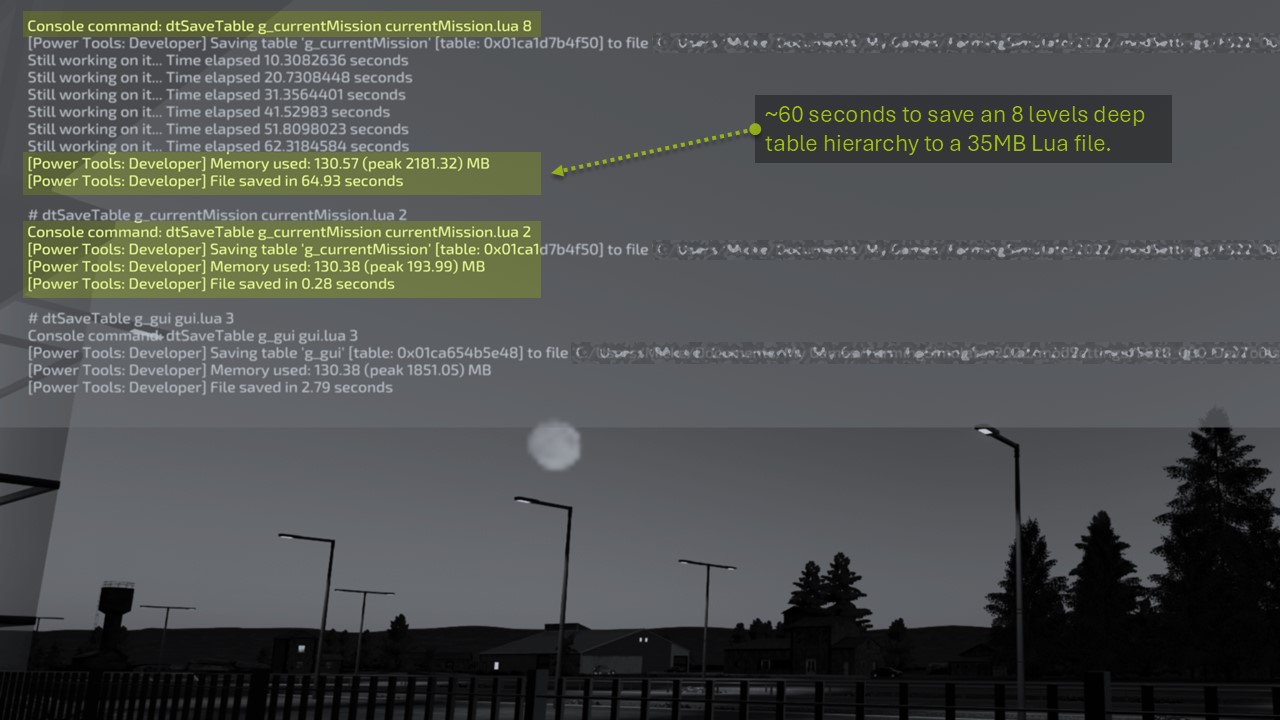 Console command: dtSaveTable g_currentMission currentMission.lua 8
[Power Tools: Developer] Saving table 'g_currentMission' [table: 0x01ca1d7b4f50] to file
Still working on it... Time elapsed 10.3082636 seconds
Still working on it... Time elapsed 20.7308448 seconds
Still working on it... Time elapsed 31.3564401 seconds
Still working on it... Time elapsed 41.52983 seconds
Still working on it... Time elapsed 51.8098023 seconds
Still working on it... Time elapsed 62.3184584 seconds
[Power Tools: Developer] Memory used: 130.57 (peak 2181.32) MB
[Power Tools: Developer] File saved in 64.93 seconds
~60 seconds to save an 8 levels deep
table hierarchy to a 35MB Lua file.
# dtSaveTable g_currentMission currentMission.lua 2
Console command: dtSaveTable g_currentMission currentMission.lua 2
[Power Tools: Developer] Saving table 'g_currentMission' [table: 0x01ca1d7b4f50] to file
[Power Tools: Developer] Memory used: 130.38 (peak 193.99) MB
[Power Tools: Developer] File saved in 0.28 seconds
# dtSaveTable g_gui gui.lua 3
Console command: dtSaveTable g_gui gui.lua 3
[Power Tools: Developer] Saving table 'g_gui' [table: 0x01ca654b5e48] to file
[Power Tools: Developer] Memory used: 130.38 (peak 1851.05) MB
[Power Tools: Developer] File saved in 2.79 seconds